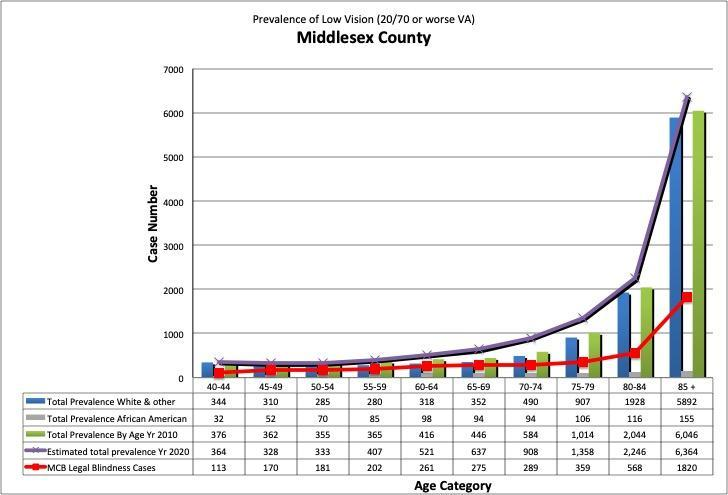 Prevalence of Low Vision (20/70 or worse VA)
Middlesex County
7000
6000
5000
4000
3000
2000
1000
0
Case Number
40-44 45-49 50-54 55-59 60-64 65-69 70-74 75-79 80-84 85 +
Total Prevalence White & other 344 310 285 280 318 352 490 907 1928 5892
Total Prevalence African American 32 52 70 85 98 94 94 106 116 155
Total Prevalence By Age Yr 2010 376 362 355 365 416 446 584 1,014 2,044 6,046
Estimated total prevalence Yr 2020 364 328 333 407 521 637 908 1,358 2,246 6,364
MCB Legal Blindness Cases 113 170 181 202 261 275 289 359 568 1820
Age Category